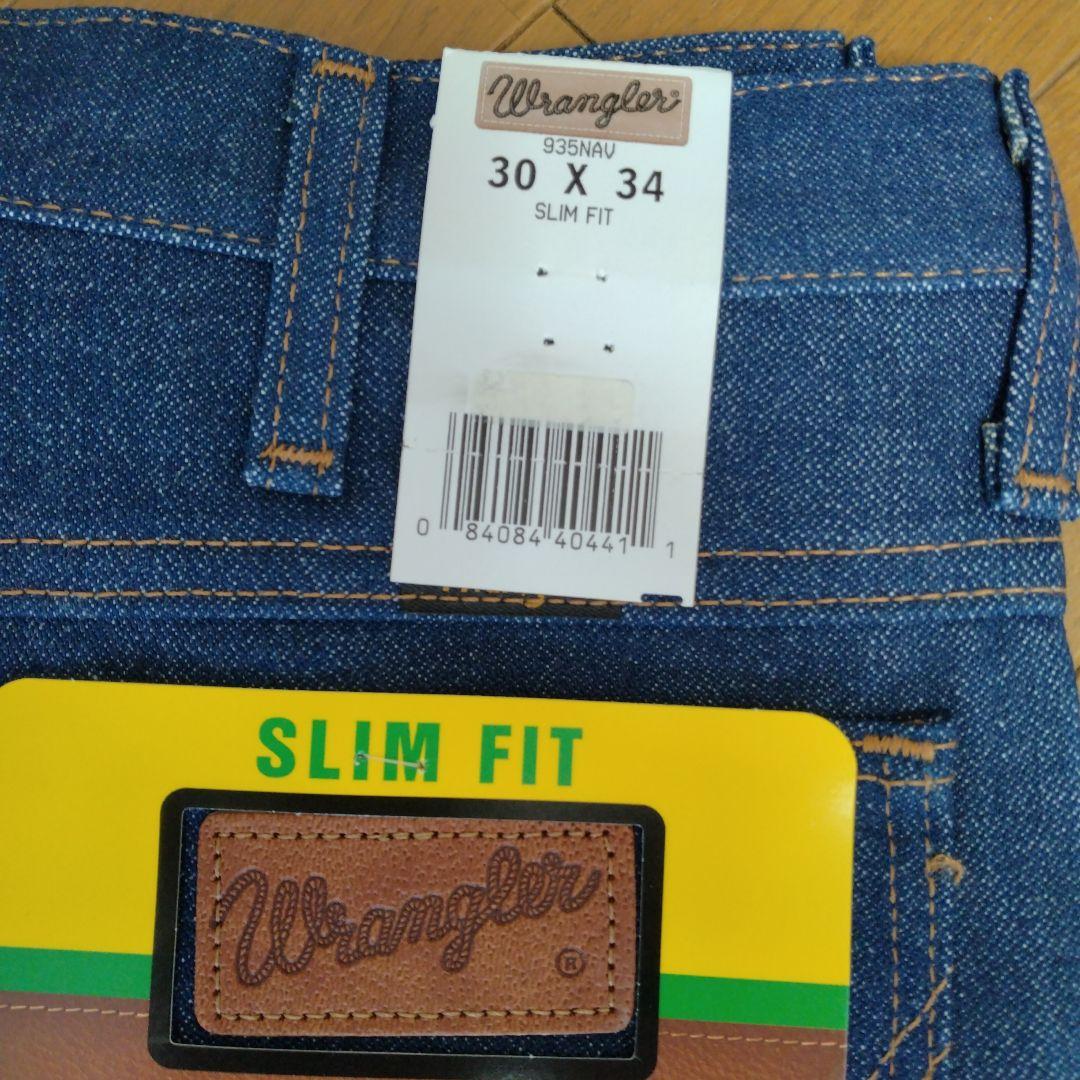 Wrangler®
935NAV
30 X 34
SLIM FIT
0 84084 40441 1
SLIM FIT
Wrangler®